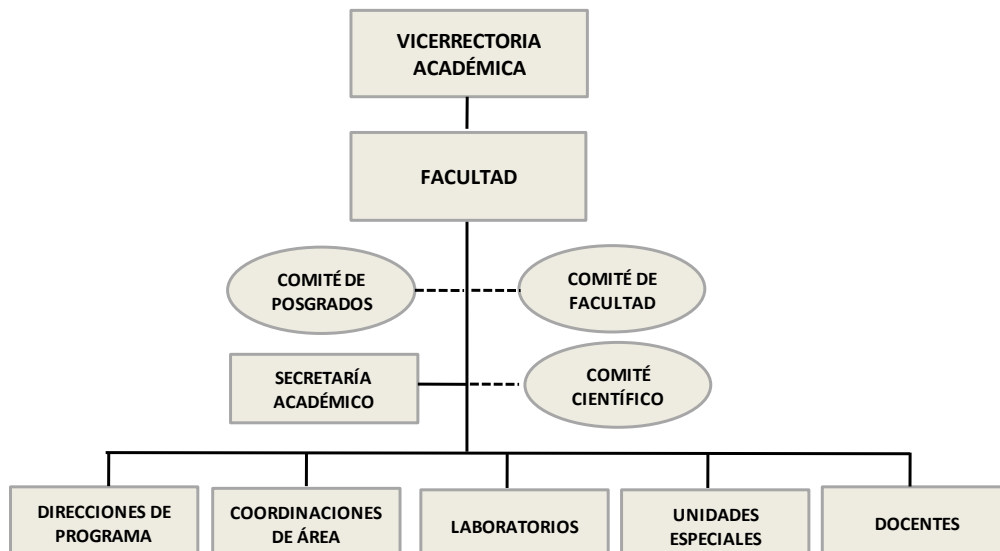 VICERRECTORIA
ACADÉMICA
FACULTAD
COMITÉ DE
POSGRADOS
COMITÉ DE
FACULTAD
SECRETARÍA
ACADÉMICO
COMITÉ
CIENTÍFICO
DIRECCIONES DE
PROGRAMA
COORDINACIONES
DE ÁREA
LABORATORIOS
UNIDADES
ESPECIALES
DOCENTES